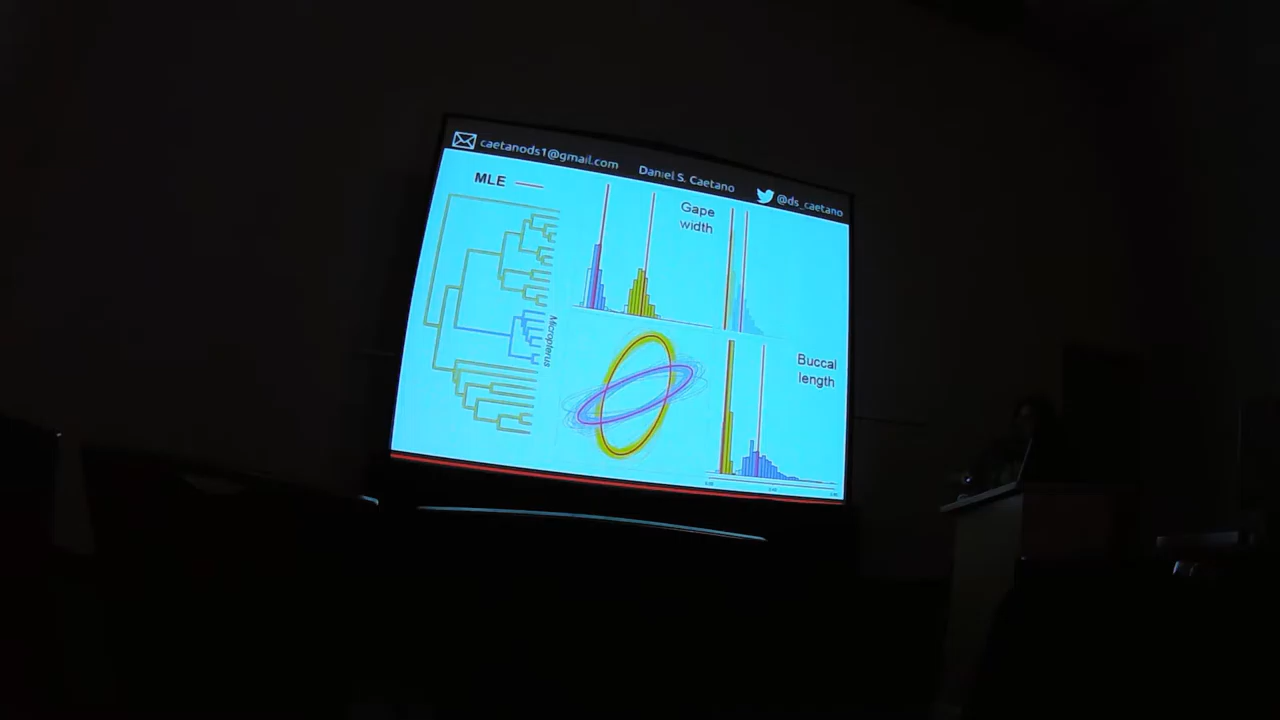 caetanods1@gmail.com
Daniel S. Caetano
@ds_caetano
MLE
Gape
width
Micropterus
Buccal
length